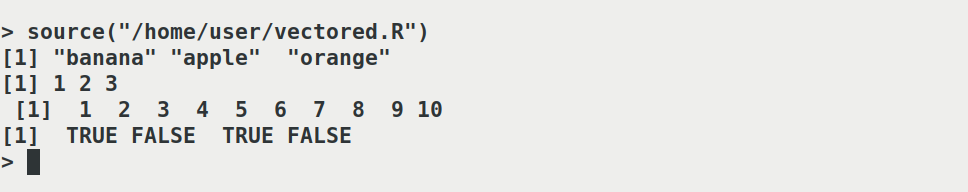 > source("/home/user/vectored.R")
[1] "banana" "apple"  "orange"
[1] 1 2 3
 [1]  1  2  3  4  5  6  7  8  9 10
[1]  TRUE FALSE  TRUE FALSE
>